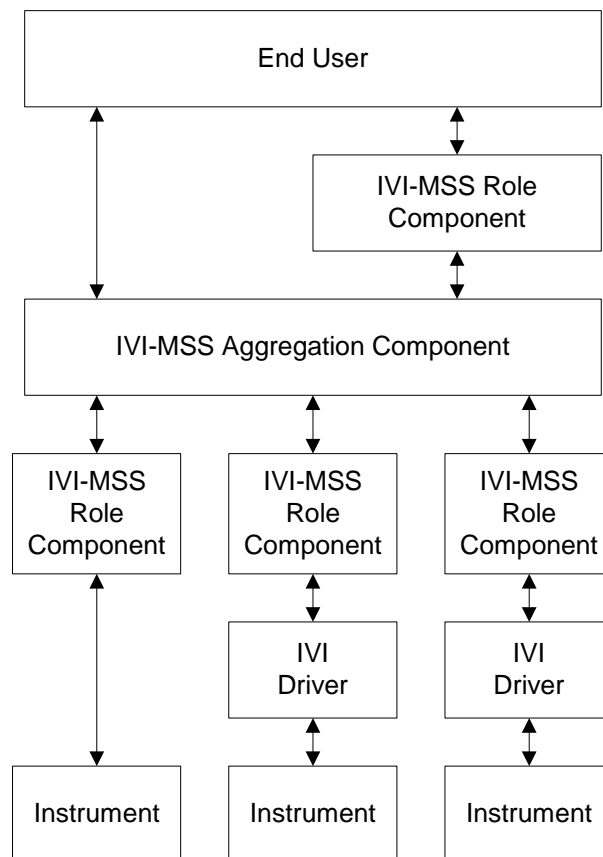 End User
IVI-MSS Role
Component
IVI-MSS Aggregation Component
IVI-MSS
Role
Component
IVI-MSS
Role
Component
IVI-MSS
Role
Component
IVI
Driver
IVI
Driver
Instrument
Instrument
Instrument